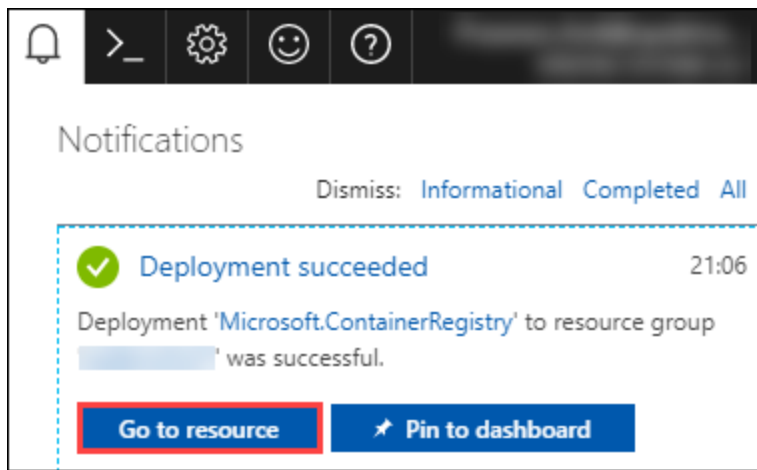 Notifications
Dismiss: Informational Completed All
Deployment succeeded 21:06
Deployment 'Microsoft.ContainerRegistry' to resource group
' ' was successful.
Go to resource Pin to dashboard